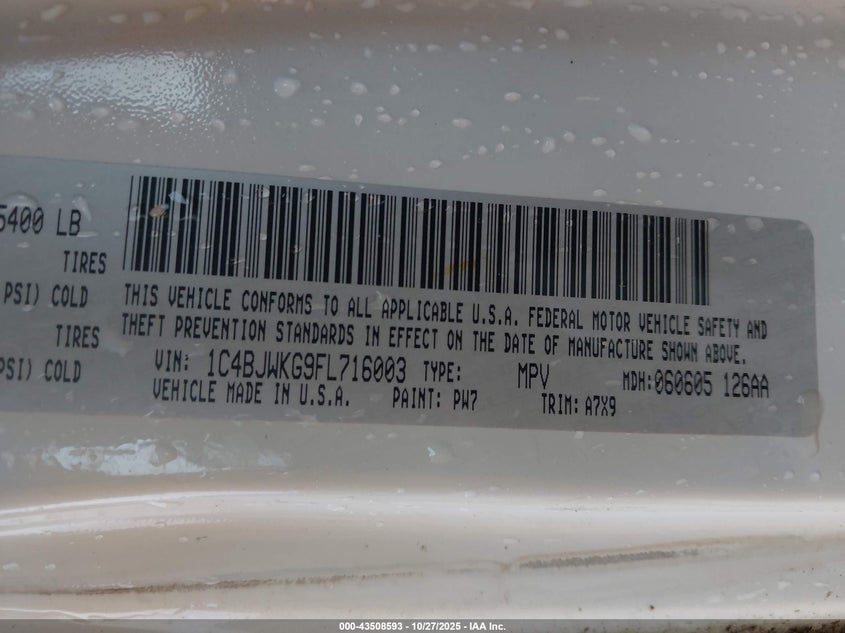 5400 LB
TIRES
PSI) COLD
TIRES
PSI) COLD
THIS VEHICLE CONFORMS TO ALL APPLICABLE U.S.A. FEDERAL MOTOR VEHICLE SAFETY AND
THEFT PREVENTION STANDARDS IN EFFECT ON THE DATE OF MANUFACTURE SHOWN ABOVE.
VIN: 1C4BJWKG9FL716003 TYPE: MPV MDH:060605 126AA
VEHICLE MADE IN U.S.A. PAINT: PW7 TRIM: A7X9
000-43508593 - 10/27/2025 - IAA Inc.